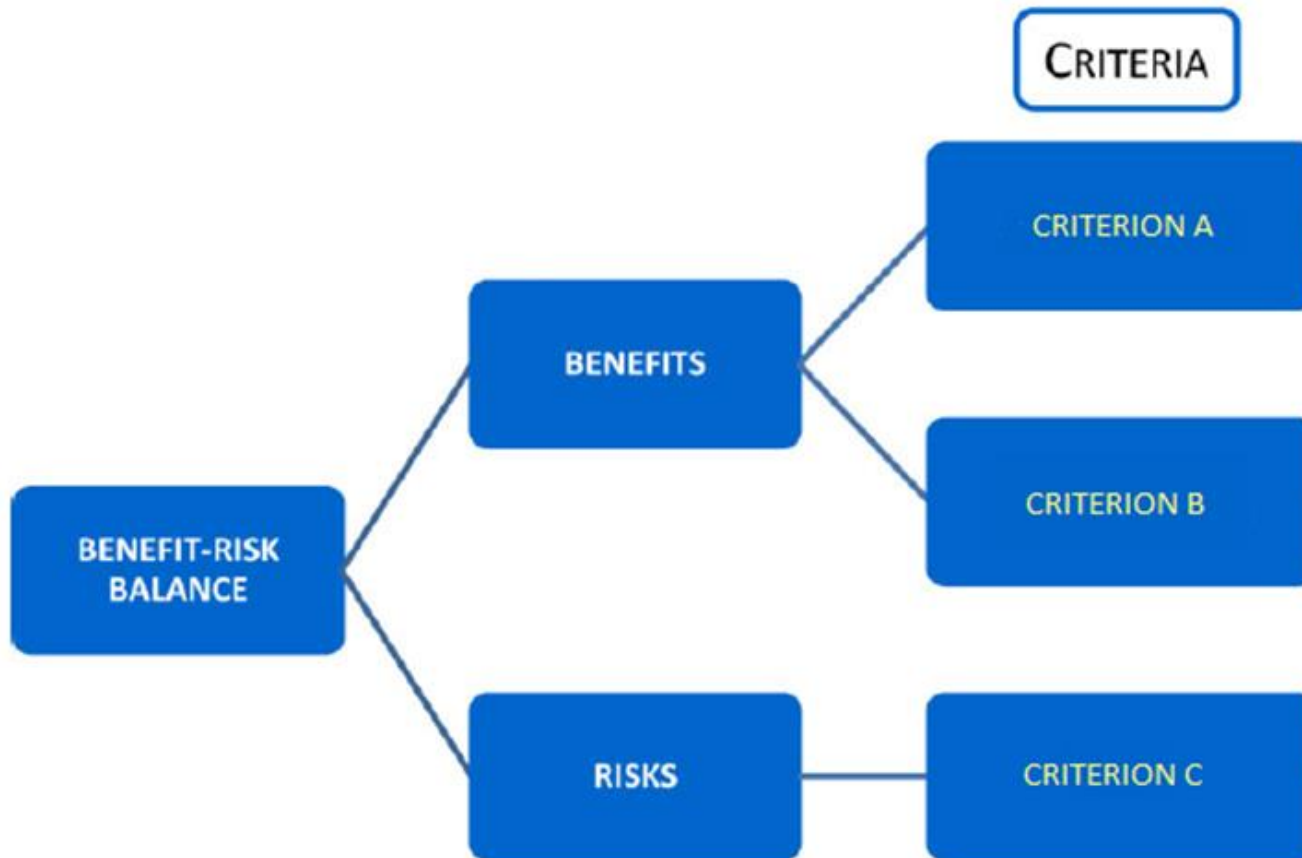 CRITERIA
CRITERION A
BENEFITS
CRITERION B
BENEFIT-RISK
BALANCE
RISKS
CRITERION C